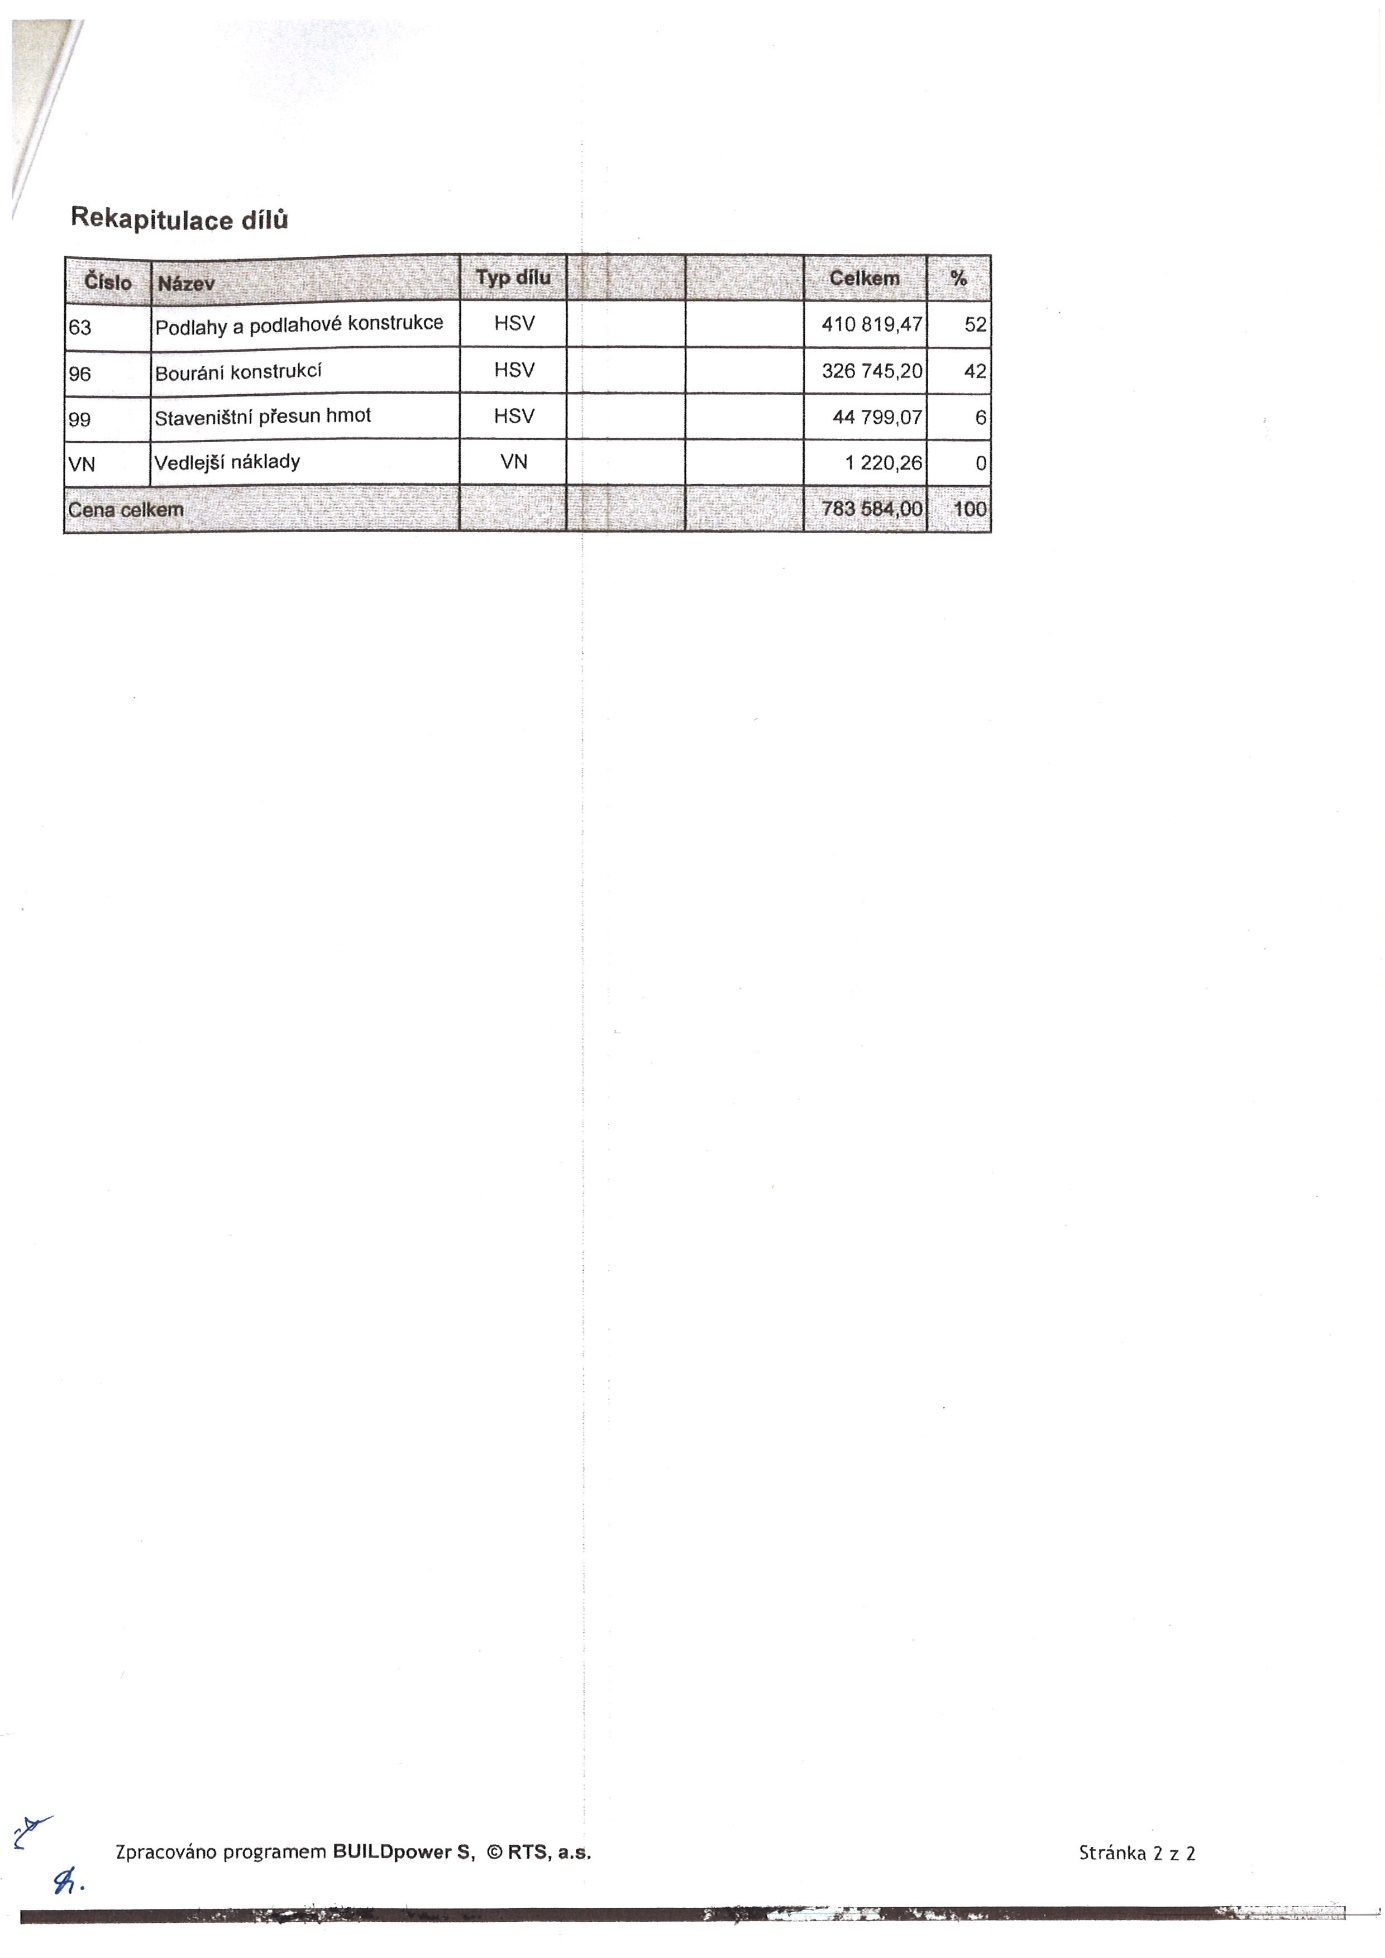 Rekapitulace dílů
Číslo Název Typ dílu Celkem %
63 Podlahy a podlahové konstrukce HSV 410 819,47 52
96 Bourání konstrukcí HSV 326 745,20 42
99 Staveništní přesun hmot HSV 44 799,07 6
VN Vedlejší náklady VN 1 220,26 0
Cena celkem 783 584,00 100
Zpracováno programem BUILDpower S, © RTS, a.s. Stránka 2 z 2